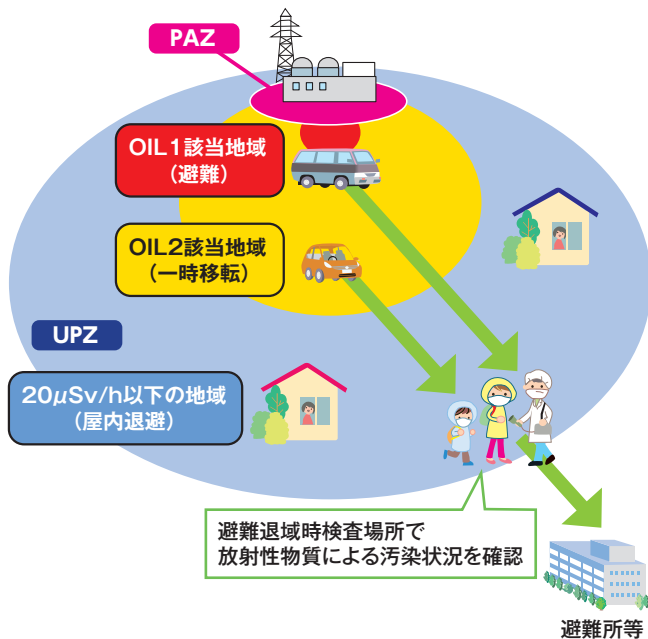 PAZ
OIL1該当地域
(避難)
OIL2該当地域
(一時移転)
UPZ
20μSv/h以下の地域
(屋内退避)
避難退域時検査場所で
放射性物質による汚染状況を確認
避難所等